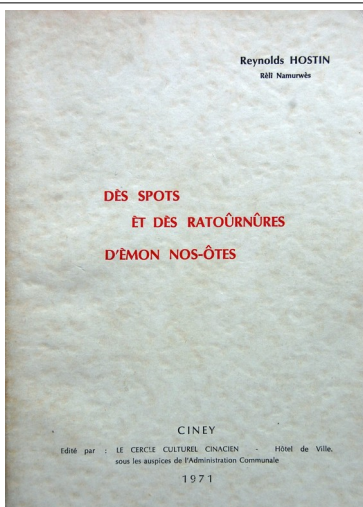 Reynolds HOSTIN
Rèlî Namurwès
DÈS SPOTS
ÈT DÈS RATOÛRNÛRES
D'ÈMON NOS-ÔTES
CINEY
Edité par : LE CERCLE CULTUREL CINACIEN - Hôtel de Ville,
sous les auspices de l'Administration Communale
1971